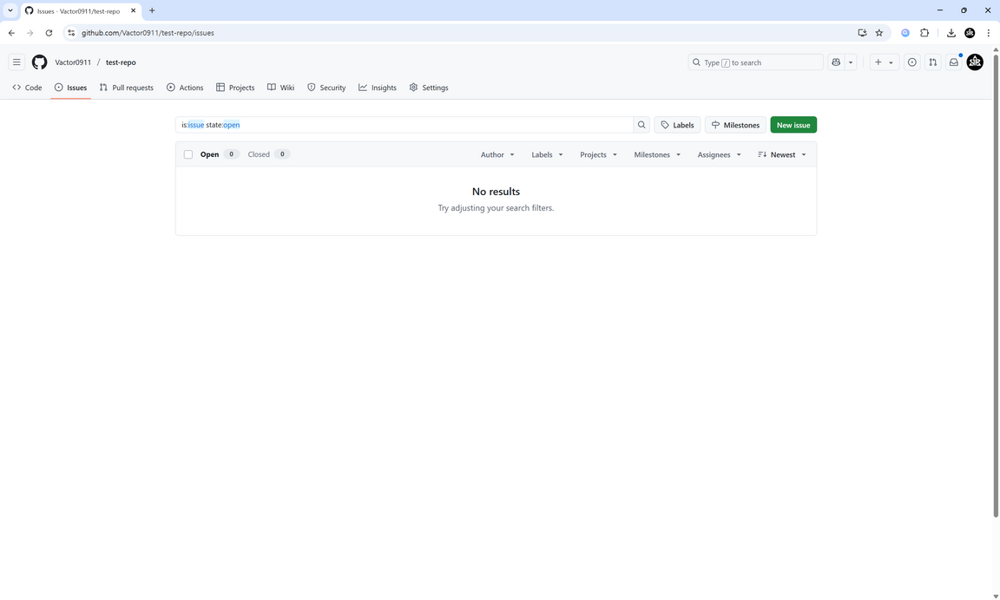 Issues · Vactor0911/test-repo
github.com/Vactor0911/test-repo/issues
Vactor0911 / test-repo
Type / to search
Code Issues Pull requests Actions Projects Wiki Security Insights Settings
is:issue state:open
Labels Milestones New issue
Open 0 Closed 0 Author Labels Projects Milestones Assignees Newest
No results
Try adjusting your search filters.